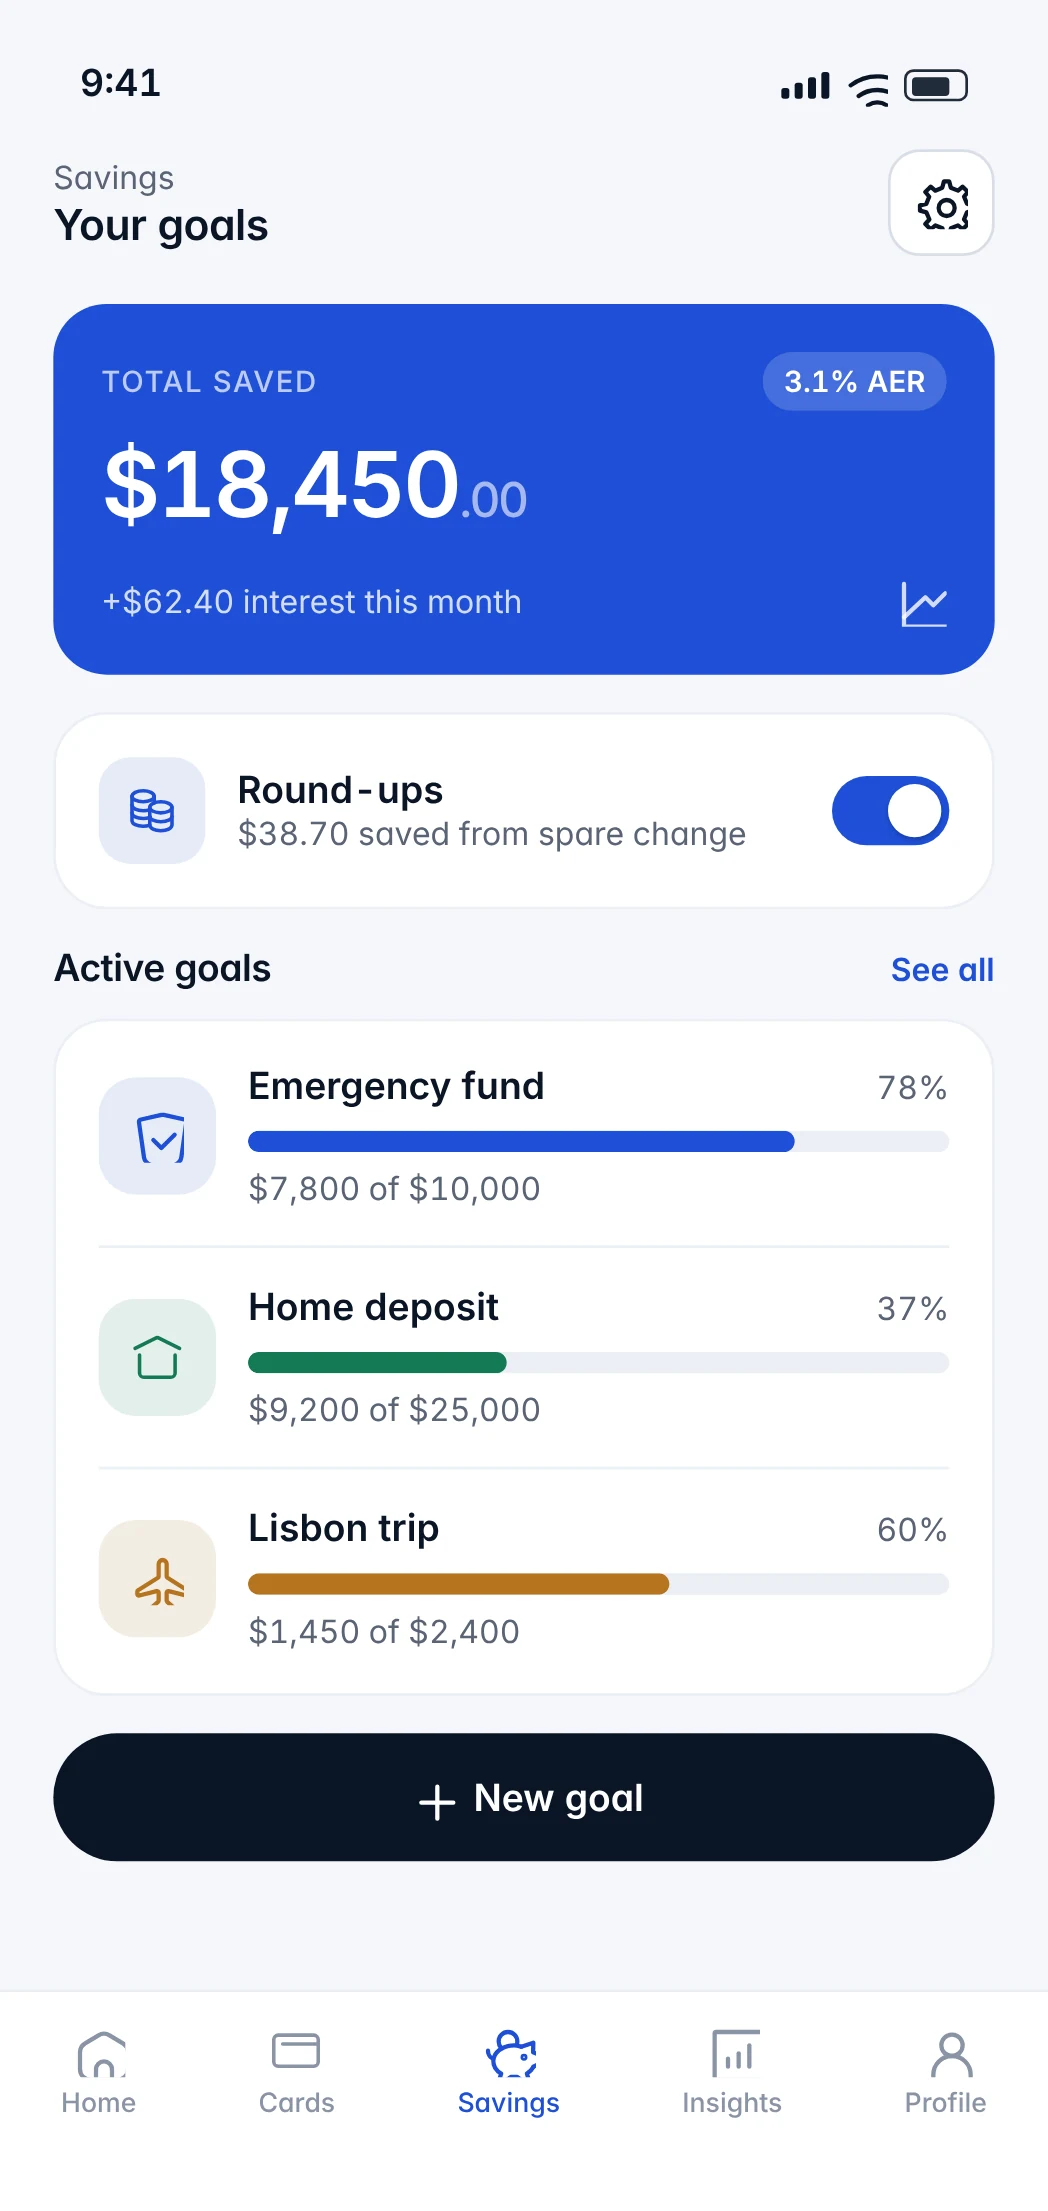 9:41
Savings
Your goals
TOTAL SAVED
3.1% AER
$18,450.00
+$62.40 interest this month
Round-ups
$38.70 saved from spare change
Active goals
See all
Emergency fund
78%
$7,800 of $10,000
Home deposit
37%
$9,200 of $25,000
Lisbon trip
60%
$1,450 of $2,400
New goal
Home
Cards
Savings
Insights
Profile